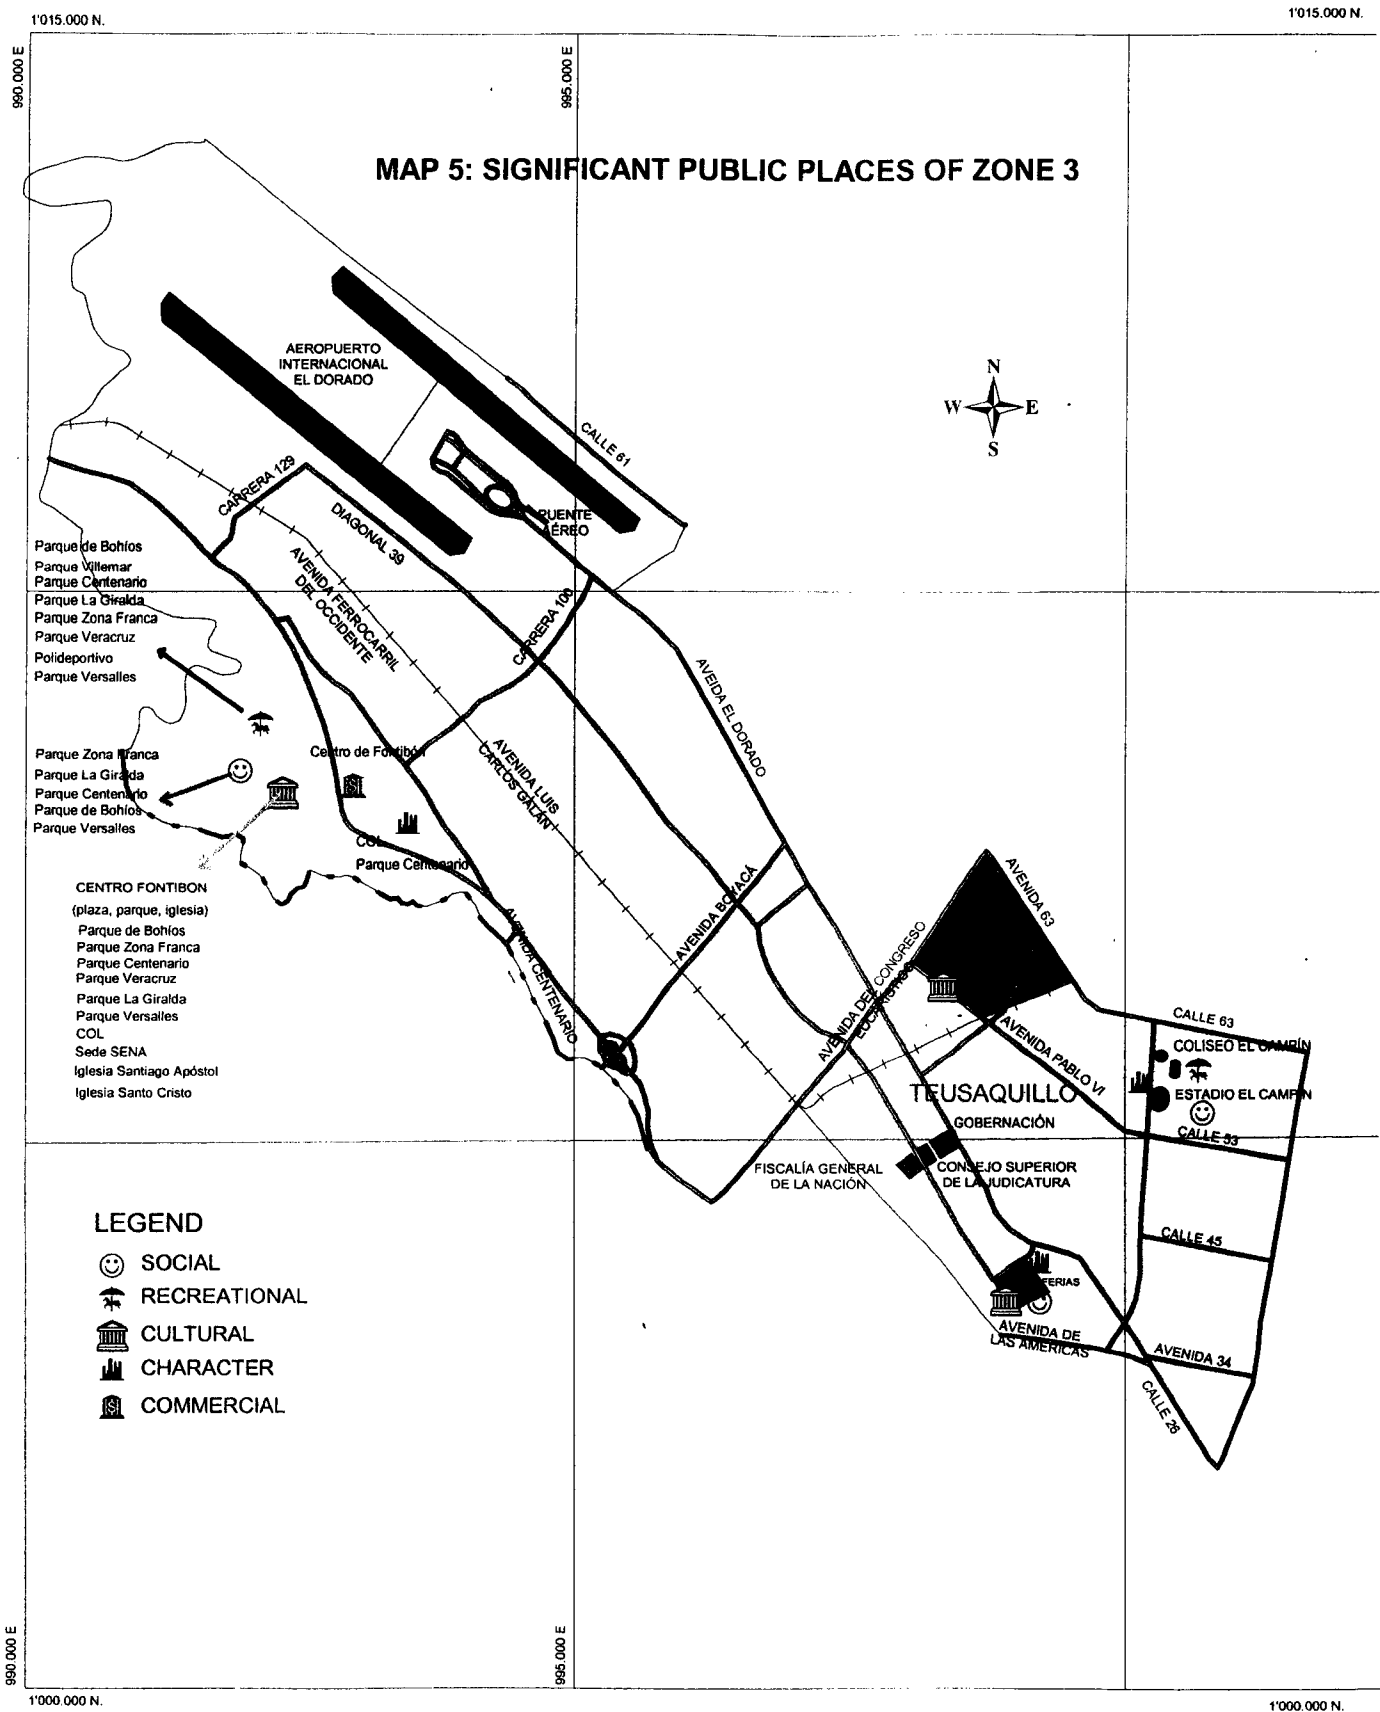 1'015.000 N.
1'015.000 N.
990.000 E
995.000 E
MAP 5: SIGNIFICANT PUBLIC PLACES OF ZONE 3
AEROPUERTO
INTERNACIONAL
EL DORADO
N
W
E
S
CALLE 61
CARRERA 129
DIAGONAL 39
PUENTE
AÉREO
AVENIDA FERROCARRIL
DEL OCCIDENTE
CARRERA 100
Parque de Bohíos
Parque Villemar
Parque Centenario
Parque La Giralda
Parque Zona Franca
Parque Veracruz
Polideportivo
Parque Versalles
AVEIDA EL DORADO
Centro de Fontibón
AVENIDA LUIS
CARLOS GALÁN
Parque Zona Franca
Parque La Giralda
Parque Centenario
Parque de Bohíos
Parque Versalles
COL
Parque Centenario
AVENIDA BOYACÁ
AVENIDA 63
CENTRO FONTIBON
(plaza, parque, iglesia)
Parque de Bohíos
Parque Zona Franca
Parque Centenario
Parque Veracruz
Parque La Giralda
Parque Versalles
COL
Sede SENA
Iglesia Santiago Apóstol
Iglesia Santo Cristo
AVENIDA CENTENARIO
AVENIDA DEL CONGRESO
EUCARÍSTICO
AVENIDA PABLO VI
CALLE 63
COLISEO EL CAMPÍN
ESTADIO EL CAMPÍN
TEUSAQUILLO
GOBERNACIÓN
CALLE 53
FISCALÍA GENERAL
DE LA NACIÓN
CONSEJO SUPERIOR
DE LA JUDICATURA
CALLE 45
FERIAS
AVENIDA DE
LAS AMERICAS
AVENIDA 34
CALLE 26
LEGEND
SOCIAL
RECREATIONAL
CULTURAL
CHARACTER
COMMERCIAL
990.000 E
995.000 E
1'000.000 N.
1'000.000 N.